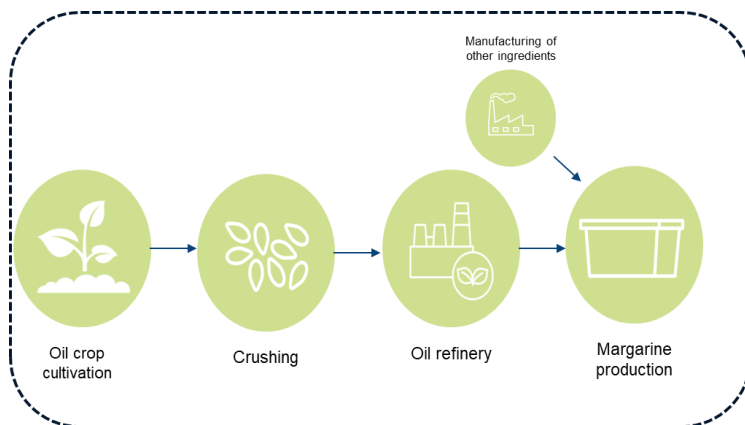 Manufacturing of
other ingredients
Oil crop
cultivation
Crushing
Oil refinery
Margarine
production